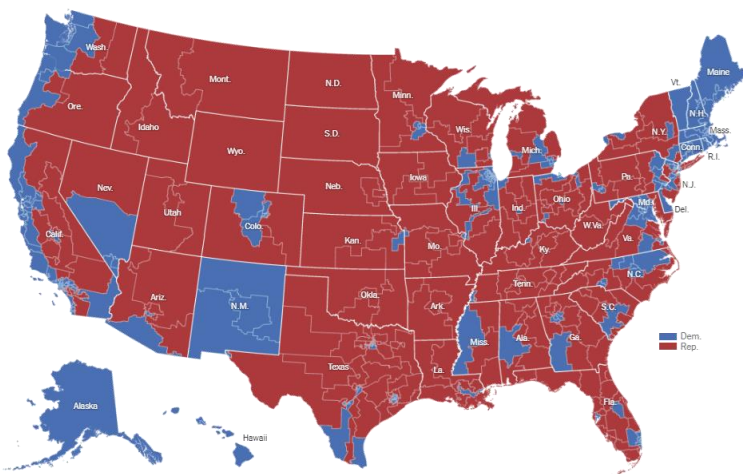 Wash.
Maine
Mont.
N.D.
Minn.
Vt.
N.H.
Ore.
Idaho
S.D.
Wis.
N.Y.
Mass.
Wyo.
Mich.
Conn.
R.I.
Nev.
Utah
Neb.
Iowa
Pa.
N.J.
Calif.
Colo.
Kan.
Mo.
Ill.
Ind.
Ohio
W.Va.
Md.
Del.
Va.
Ky.
Ariz.
N.M.
Okla.
Ark.
Tenn.
N.C.
S.C.
Texas
La.
Miss.
Ala.
Ga.
Dem.
Rep.
Fla.
Alaska
Hawaii